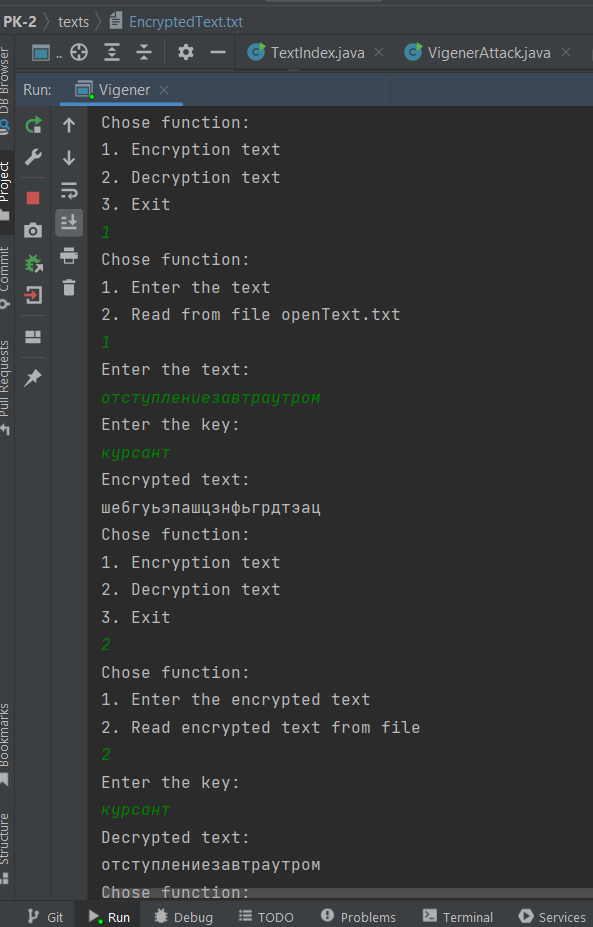 PK-2 texts EncryptedText.txt
.. TextIndex.java VigenerAttack.java
Run: Vigener
Chose function:
1. Encryption text
2. Decryption text
3. Exit
1
Chose function:
1. Enter the text
2. Read from file openText.txt
1
Enter the text:
отступлениезавтраутром
Enter the key:
курсант
Encrypted text:
шебгуьэпашцзнфьгрдтэац
Chose function:
1. Encryption text
2. Decryption text
3. Exit
2
Chose function:
1. Enter the encrypted text
2. Read encrypted text from file
2
Enter the key:
курсант
Decrypted text:
отступлениезавтраутром
Chose function:
DB Browser
Project
Commit
Pull Requests
Bookmarks
Structure
Git Run Debug TODO Problems Terminal Services